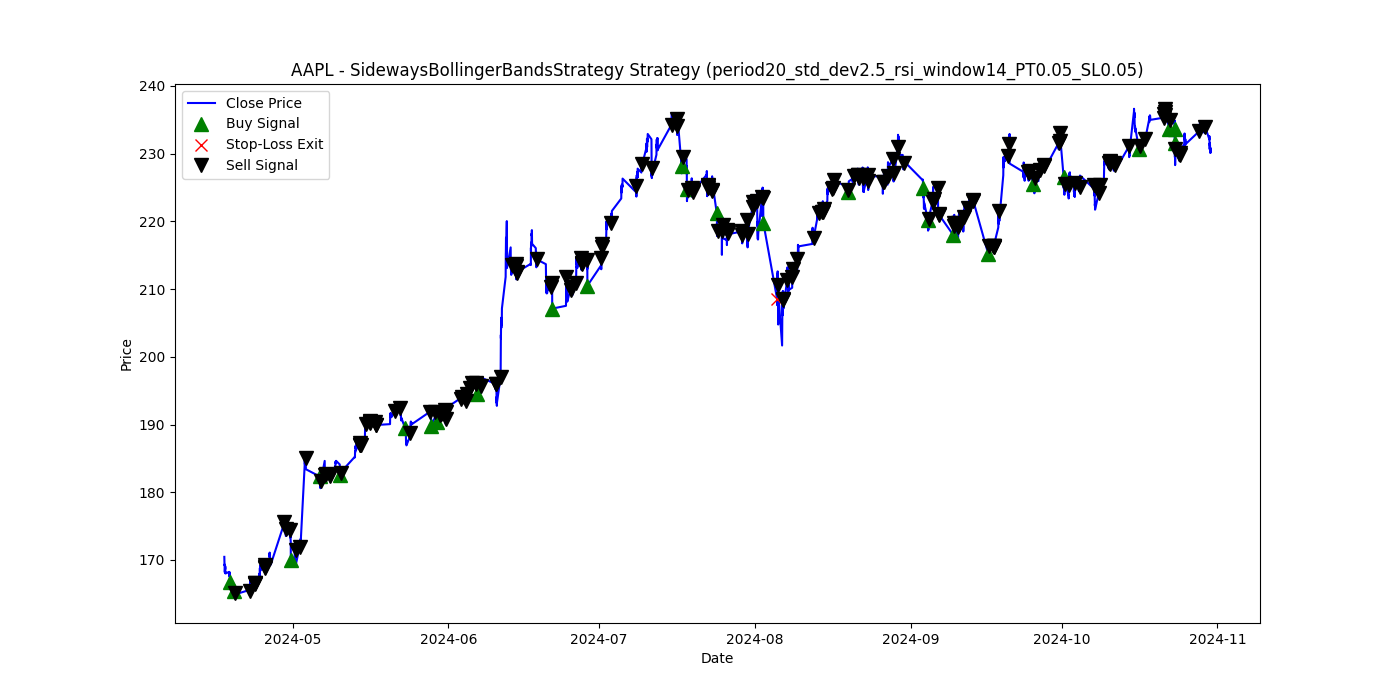 AAPL - SidewaysBollingerBandsStrategy Strategy (period20_std_dev2.5_rsi_window14_PT0.05_SL0.05)
Close Price
Buy Signal
Stop-Loss Exit
Sell Signal
240
230
220
210
200
190
180
170
Price
2024-05
2024-06
2024-07
2024-08
2024-09
2024-10
2024-11
Date